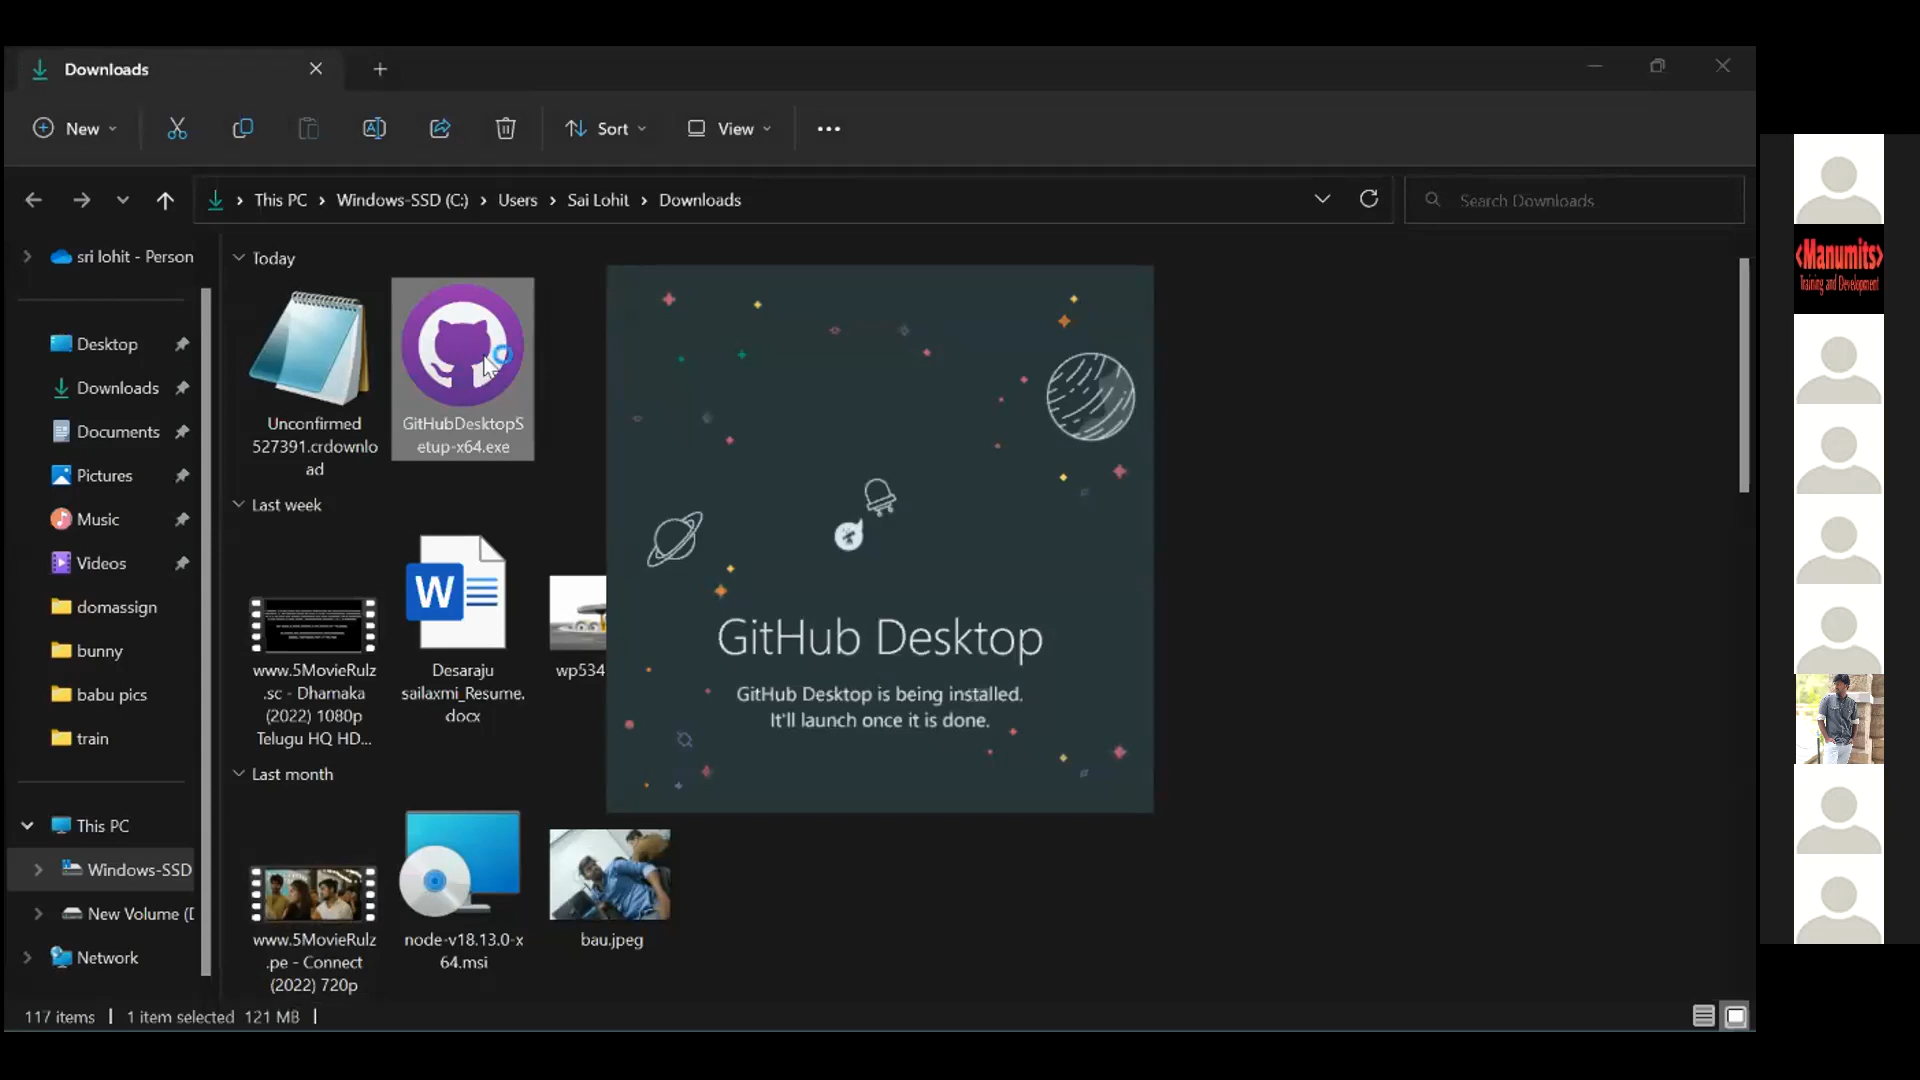 Downloads
New
Sort
View
This PC
Windows-SSD (C:)
Users
Sai Lohit
Downloads
Search Downloads
sri lohit - Person
Desktop
Downloads
Documents
Pictures
Music
Videos
domassign
bunny
babu pics
train
This PC
Windows-SSD
New Volume (D
Network
Today
Unconfirmed
527391.crdownlo
ad
GitHubDesktopS
etup-x64.exe
Last week
www.5MovieRulz
.sc - Dhamaka
(2022) 1080p
Telugu HQ HD...
W
Desaraju
sailaxmi_Resume.
docx
wp534
Last month
www.5MovieRulz
.pe - Connect
(2022) 720p
node-v18.13.0-x
64.msi
bau.jpeg
GitHub Desktop
GitHub Desktop is being installed.
It'll launch once it is done.
117 items
1 item selected 121 MB
<Manumits>
Training and Development